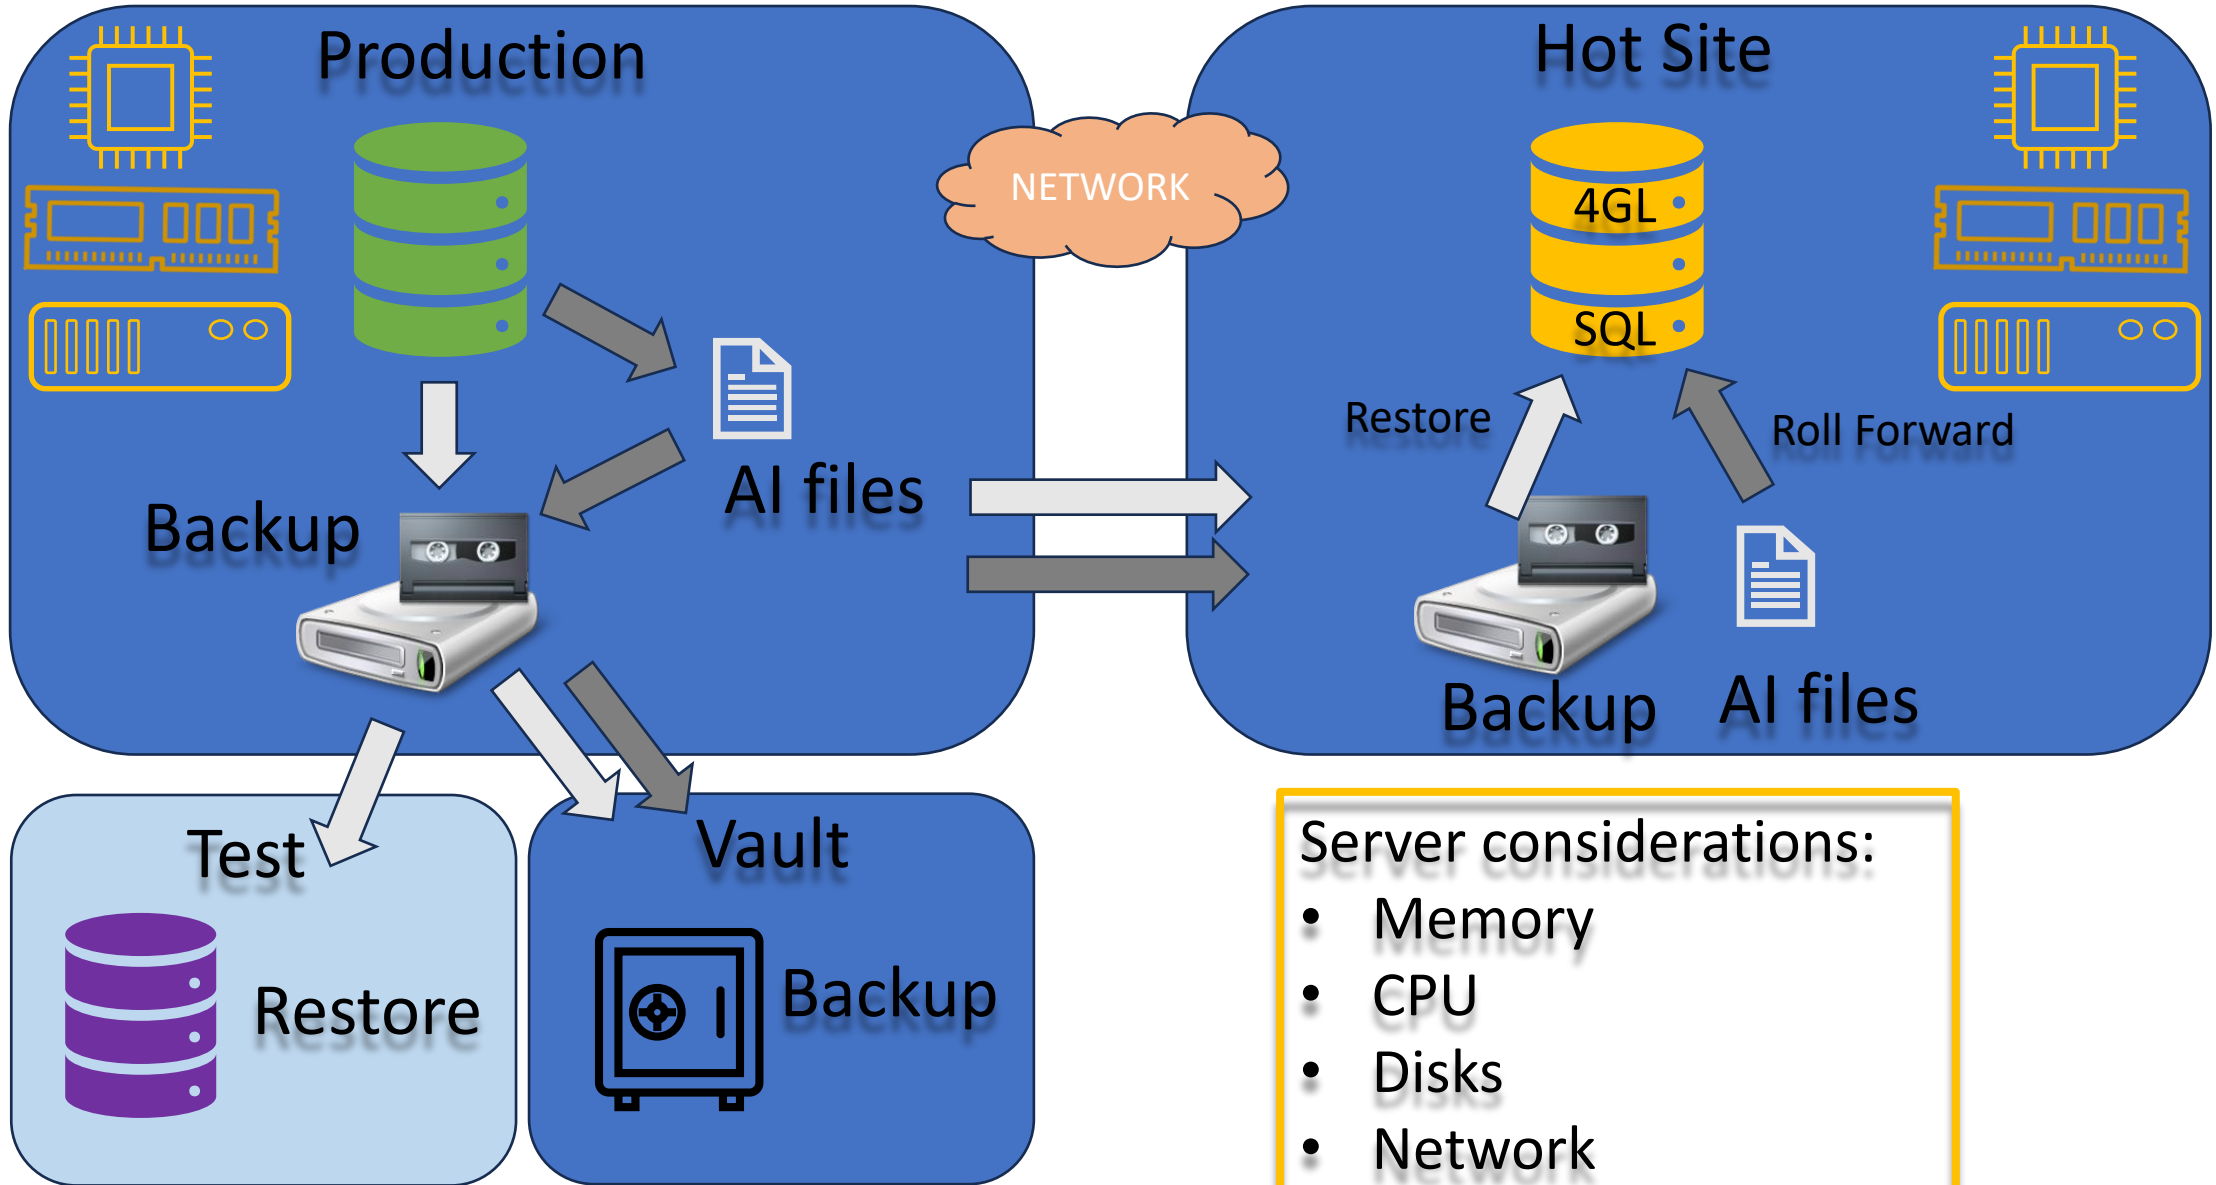 Production
Hot Site
NETWORK
4GL
SQL
Restore
Roll Forward
AI files
Backup
Backup
AI files
Test
Restore
Vault
Backup
Server considerations:
• Memory
• CPU
• Disks
• Network